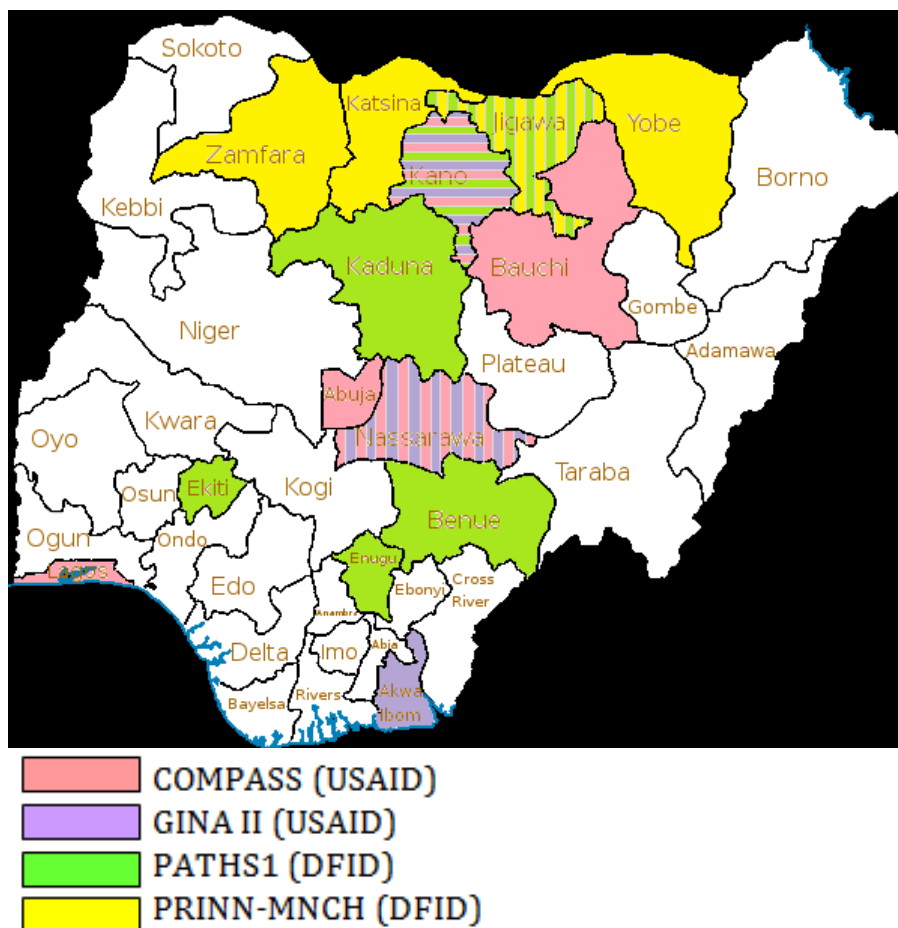 Sokoto
Katsina
Jigawa
Yobe
Zamfara
Kano
Borno
Kebbi
Kaduna
Bauchi
Gombe
Niger
Adamawa
Plateau
Abuja
Kwara
Nassarawa
Oyo
Taraba
Osun
Ekiti
Kogi
Benue
Ogun
Ondo
Enugu
Lagos
Edo
Ebonyi
Cross
River
Anambra
Delta
Imo
Abia
Bayelsa
Rivers
Akwa
Ibom
COMPASS (USAID)
GINA II (USAID)
PATHS1 (DFID)
PRINN-MNCH (DFID)